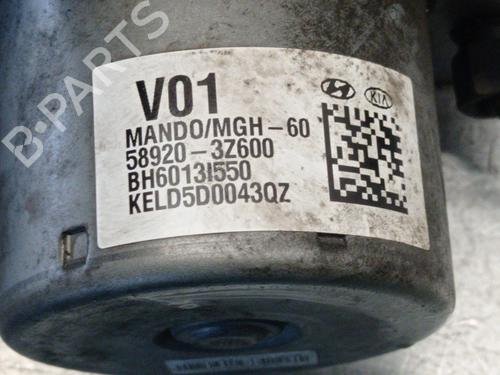 B-PARTS
V01
KIA
MANDO/MGH-60
58920-3Z600
BH6013I550
KELD5D0043QZ